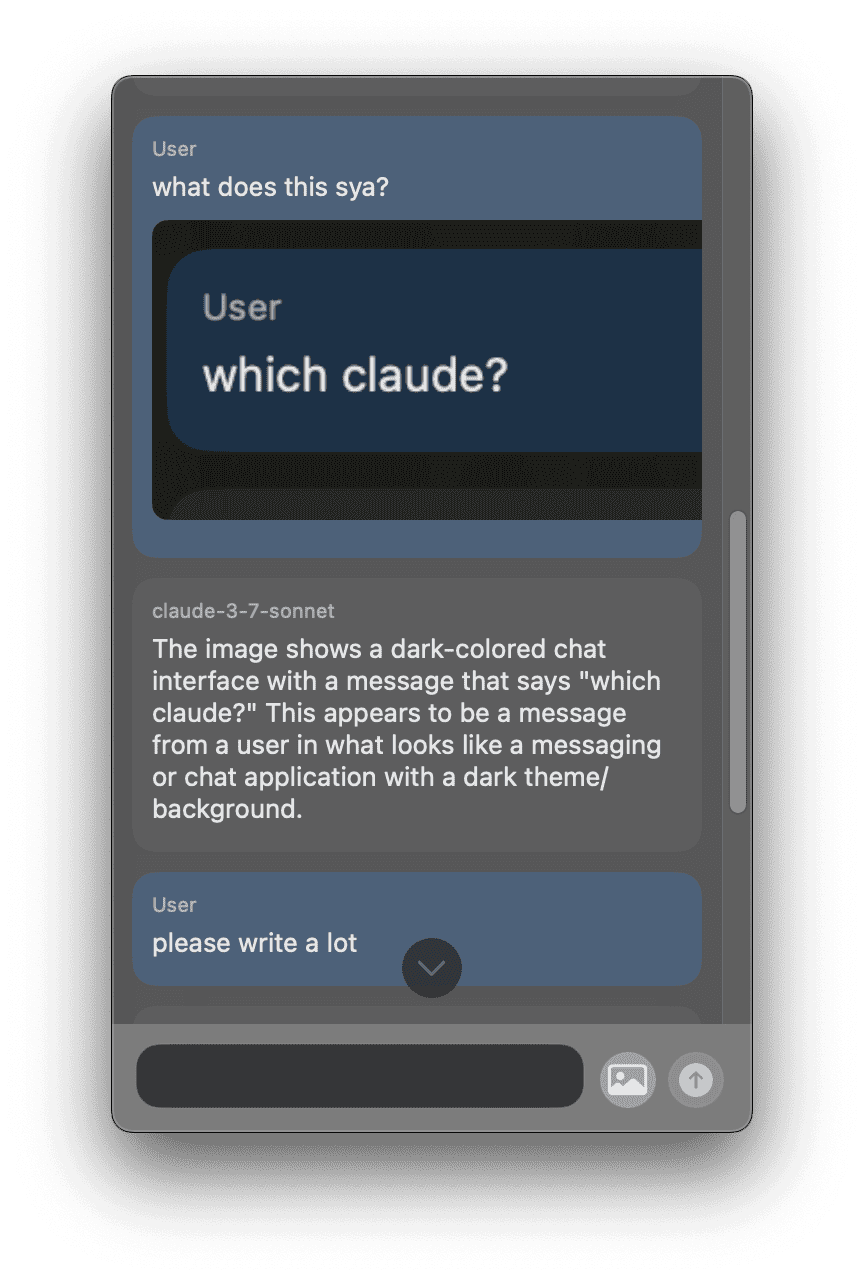 User
what does this sya?
User
which claude?
claude-3-7-sonnet
The image shows a dark-colored chat
interface with a message that says "which
claude?" This appears to be a message
from a user in what looks like a messaging
or chat application with a dark theme/
background.
User
please write a lot